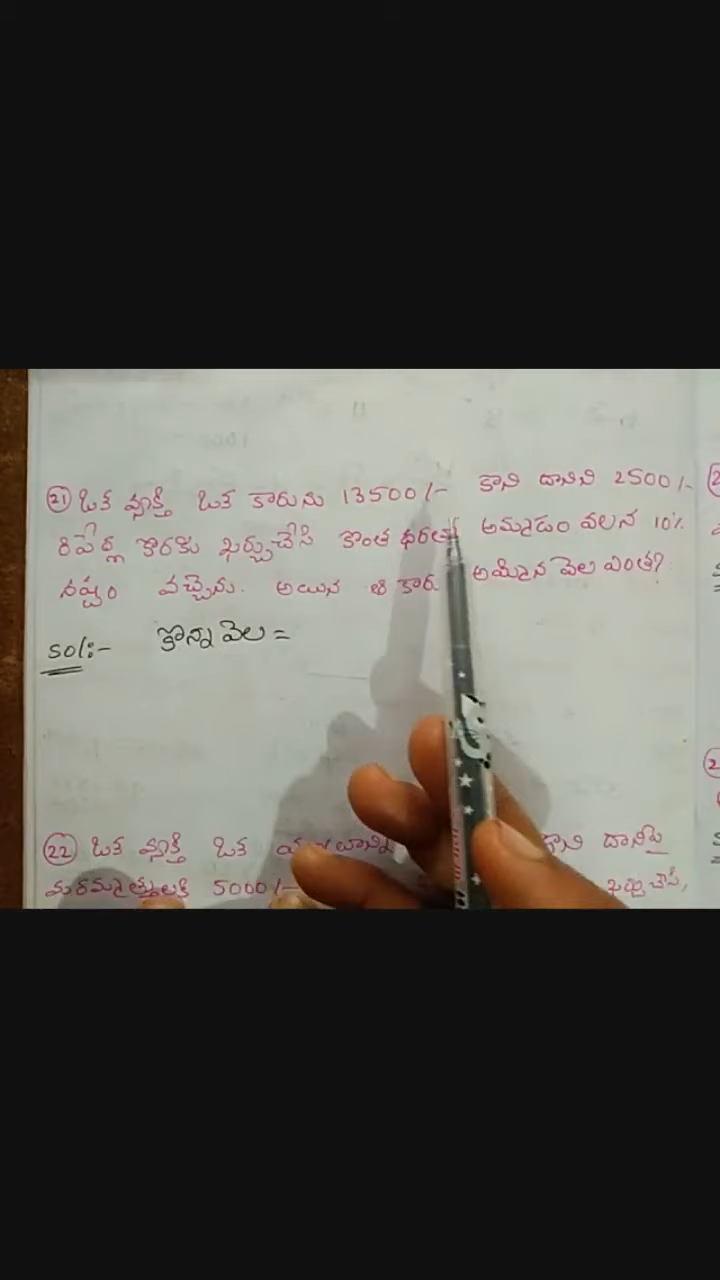 21 ఒక వ్యక్తి ఒక కారును 13500/- కాని దానిని 2500/-
రిపేర్ల కొరకు ఖర్చుచేసి కొంత ధరకు అమ్మడం వలన 10%
నష్టం వచ్చెను. అయిన ఆ కారు అమ్మిన వెల ఎంత?
Sol:- కొన్న వెల =
22 ఒక వ్యక్తి ఒక కొని దానిపై
మరమ్మత్తులకి 5000/- ఖర్చుచేసి,